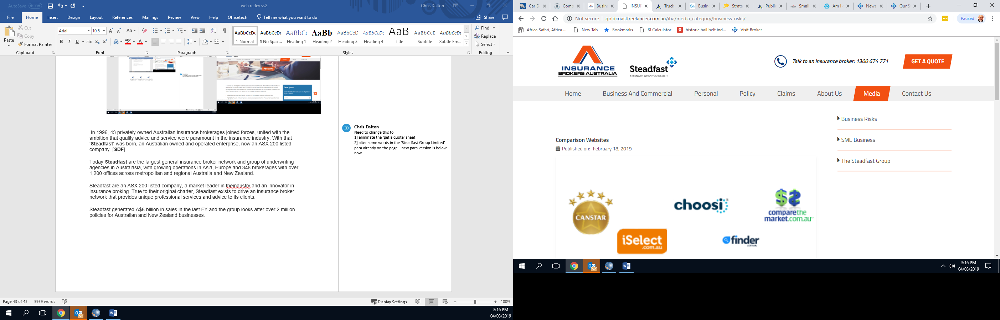 AutoSave Off
web redev vs2
Chris Dalton
File Home Insert Design Layout References Mailings Review View Help Officetech Tell me what you want to do Share
Paste
Cut
Copy
Format Painter
Clipboard
Arial 10.5
Font
Paragraph
AaBbCcDc AaBbCcDc AaBbCc AaBb AaBbCcD AaBbCcDc AaB AaBbCcD AaBbCcDc
¶ Normal ¶ No Spac... Heading 1 Heading 2 Heading 3 Heading 4 Title Subtitle Subtle Em...
Styles
Find
Replace
Select
Editing
About Us
Get a Quote
In 1996, 43 privately owned Australian insurance brokerages joined forces, united with the
ambition that quality advice and service were paramount in the insurance industry. With that
‘Steadfast’ was born, an Australian owned and operated enterprise, now an ASX 200 listed
company. [SDF]
Today Steadfast are the largest general insurance broker network and group of underwriting
agencies in Australasia, with growing operations in Asia, Europe and 348 brokerages with over
1,200 offices across metropolitan and regional Australia and New Zealand.
Steadfast are an ASX 200 listed company, a market leader in theindustry and an innovator in
insurance broking. True to their original charter, Steadfast exists to drive an insurance broker
network that provides unique professional services and advice to its clients.
Steadfast generated A$6 billion in sales in the last FY and the group looks after over 2 million
policies for Australian and New Zealand businesses.
CD
Chris Dalton
Need to change this to
1] eliminate the ‘get a quote’ sheet
2] alter some words in the ‘Steadfast Group Limited’
para already on the page... new para version is below
now
Page 43 of 43 5939 words
Display Settings
100%
3:16 PM
04/03/2019
Car D Comp Busin INSUR Truck Busin Strata Public Small Am I News Our S
Not secure goldcoastfreelancer.com.au/iba/media_category/business-risks/
Paused
Africa Safari, Africa ... New Tab Bookmarks BI Calculator historic hail belt ind... Visit Broker
INSURANCE
BROKERS AUSTRALIA
Steadfast
STRENGTH WHEN YOU NEED IT
Talk to an insurance broker: 1300 674 771
GET A QUOTE
Home Business And Commercial Personal Policy Claims About Us Media Contact Us
Comparison Websites
Published on: February 18, 2019
CANSTAR
iSelect
.com.au
choosi
finder
.com.au
comparethe
market.com.au
Business Risks
SME Business
The Steadfast Group
3:16 PM
04/03/2019